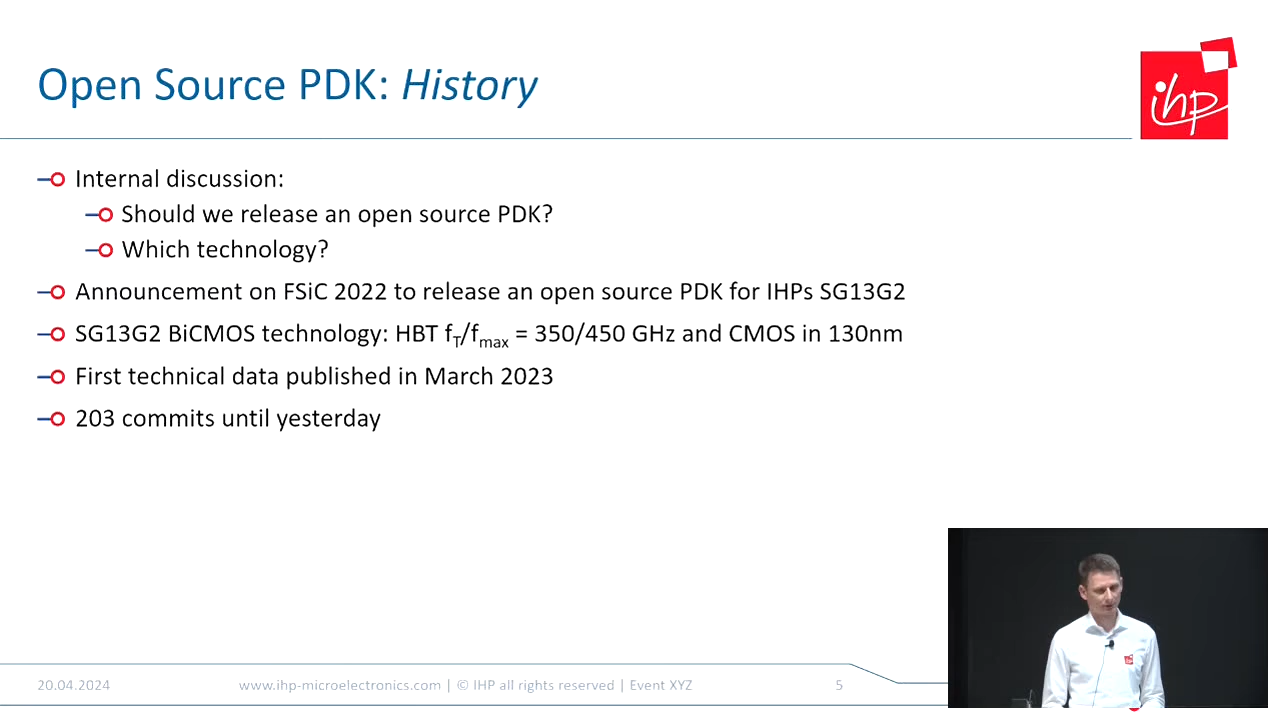 Open Source PDK: History
ihp
Internal discussion:
Should we release an open source PDK?
Which technology?
Announcement on FSiC 2022 to release an open source PDK for IHPs SG13G2
SG13G2 BiCMOS technology: HBT fT/fmax = 350/450 GHz and CMOS in 130nm
First technical data published in March 2023
203 commits until yesterday
20.04.2024
www.ihp-microelectronics.com | © IHP all rights reserved | Event XYZ
5